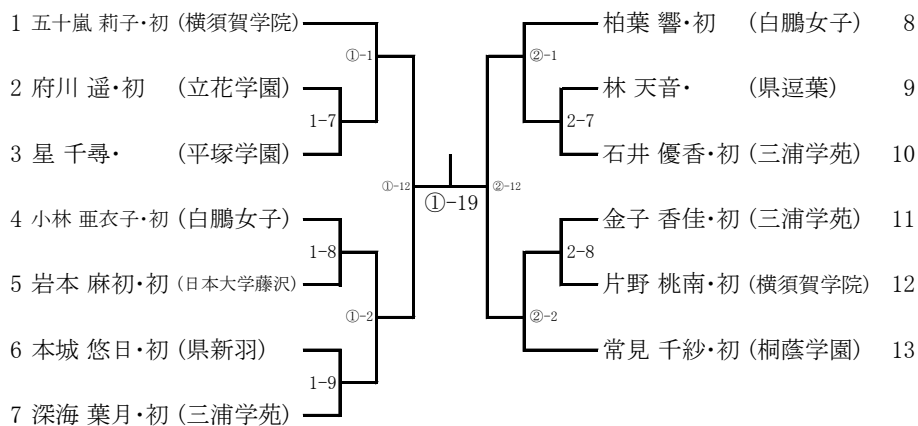 1 五十嵐 莉子・初 (横須賀学院)
①-1
2 府川 遥・初 (立花学園)
1-7
3 星 千尋・ (平塚学園)
①-12
4 小林 亜衣子・初 (白鵬女子)
1-8
5 岩本 麻初・初 (日本大学藤沢)
①-2
6 本城 悠日・初 (県新羽)
1-9
7 深海 葉月・初 (三浦学苑)
①-19
柏葉 響・初 (白鵬女子) 8
②-1
林 天音・ (県逗葉) 9
2-7
石井 優香・初 (三浦学苑) 10
②-12
金子 香佳・初 (三浦学苑) 11
2-8
片野 桃南・初 (横須賀学院) 12
②-2
常見 千紗・初 (桐蔭学園) 13